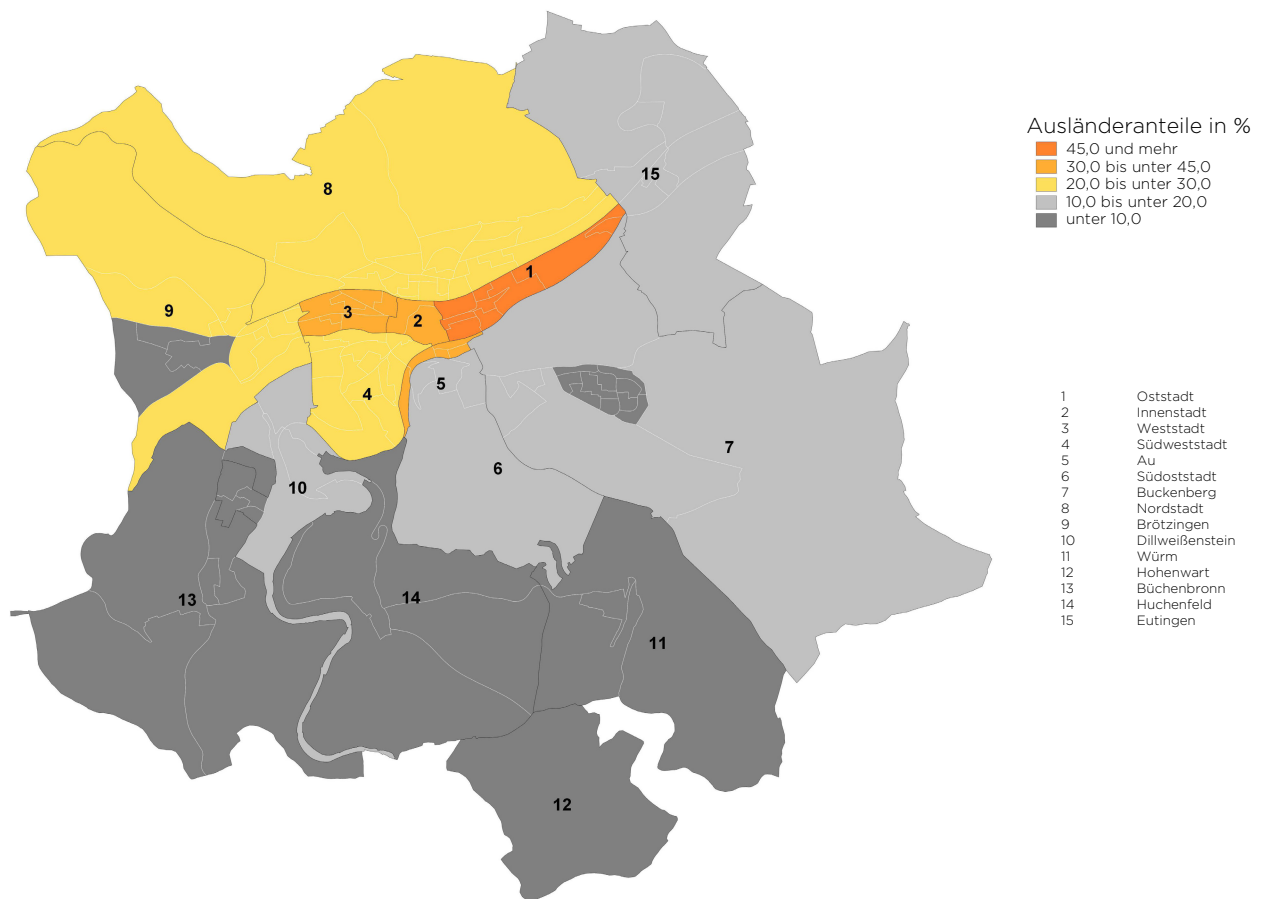 15
8
1
9
3
2
4
5
7
6
10
13
14
11
12
Ausländeranteile in %
45,0 und mehr
30,0 bis unter 45,0
20,0 bis unter 30,0
10,0 bis unter 20,0
unter 10,0
1 Oststadt
2 Innenstadt
3 Weststadt
4 Südweststadt
5 Au
6 Südoststadt
7 Buckenberg
8 Nordstadt
9 Brötzingen
10 Dillweißenstein
11 Würm
12 Hohenwart
13 Büchenbronn
14 Huchenfeld
15 Eutingen